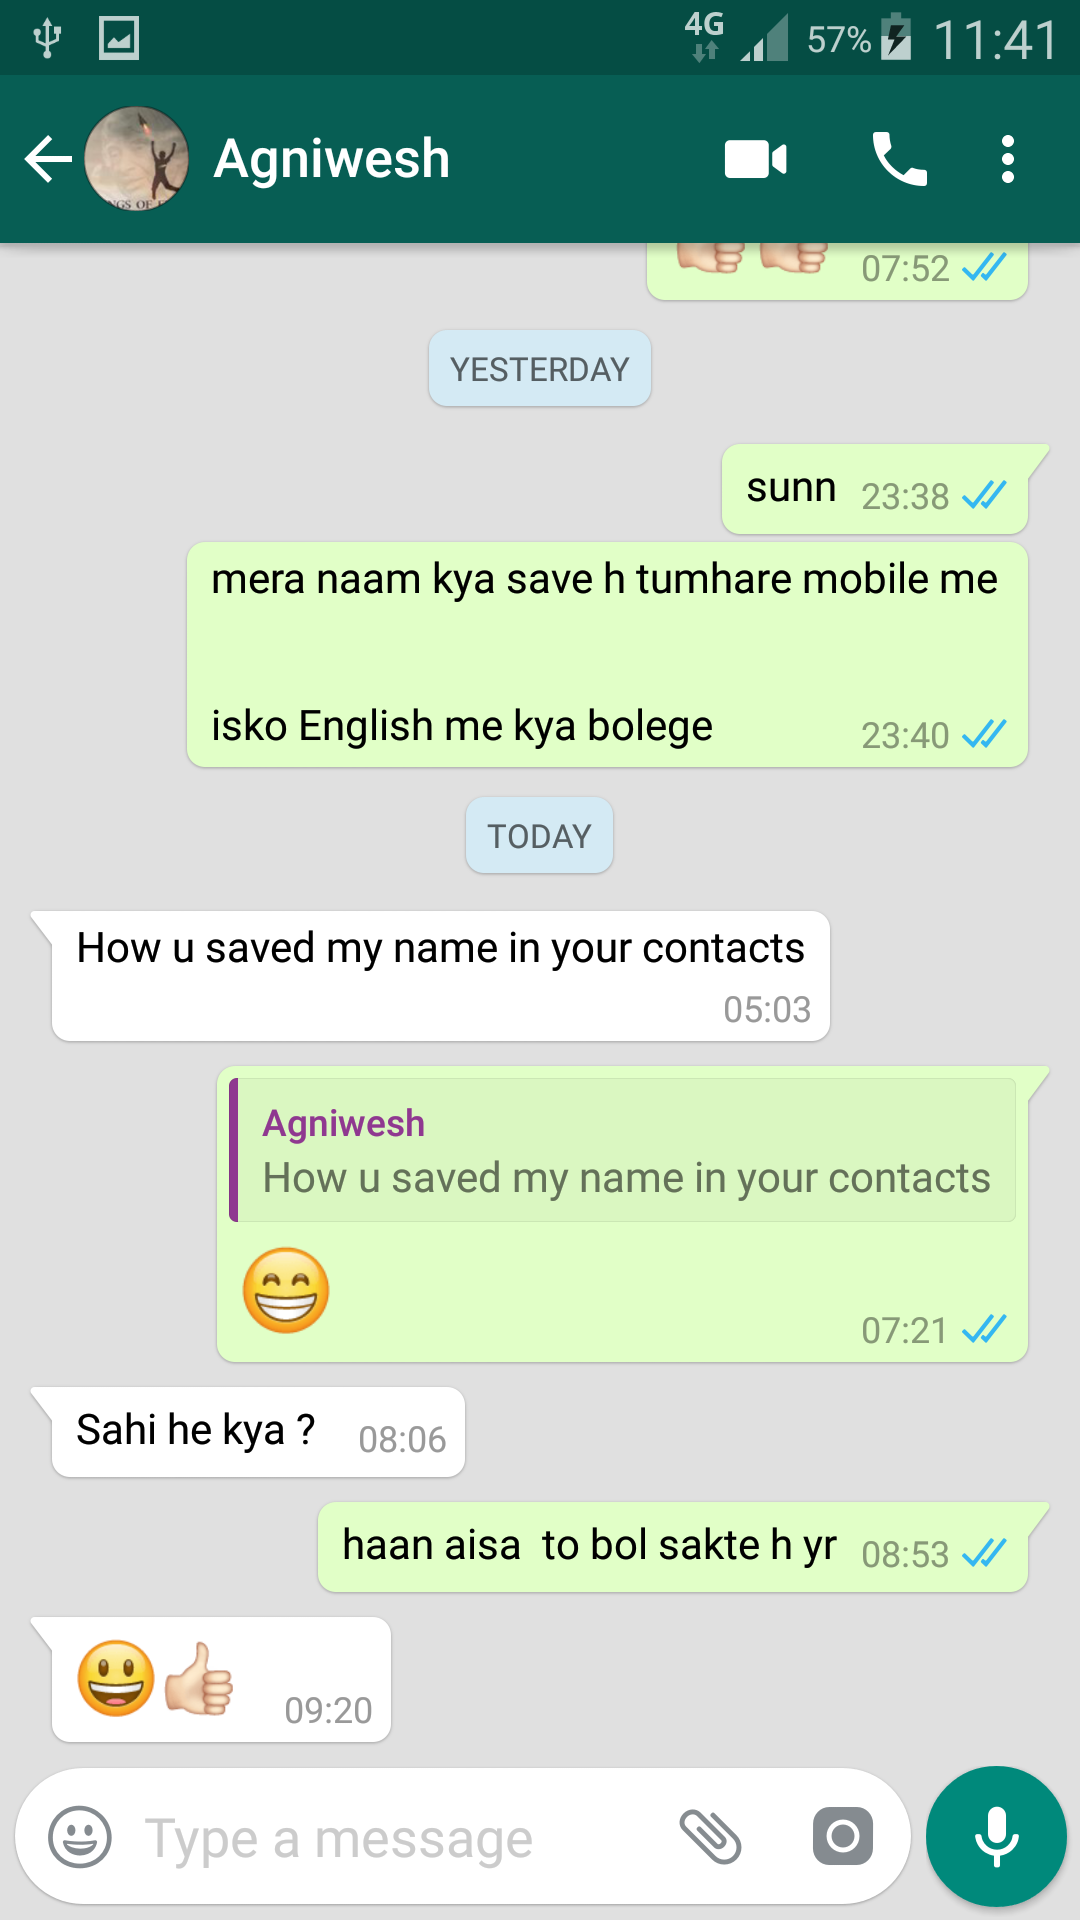 4G 57% 11:41
Agniwesh
07:52
YESTERDAY
sunn 23:38
mera naam kya save h tumhare mobile me
isko English me kya bolege 23:40
TODAY
How u saved my name in your contacts
05:03
Agniwesh
How u saved my name in your contacts
07:21
Sahi he kya ? 08:06
haan aisa  to bol sakte h yr 08:53
09:20
Type a message